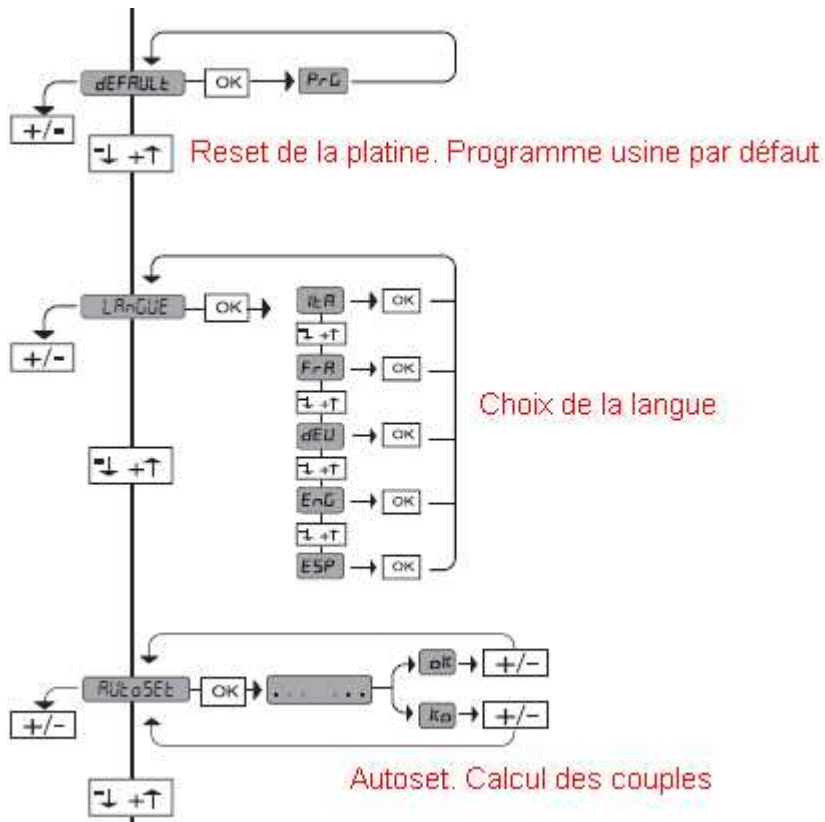 dEFAULt OK PrG
+/-
-↓ +↑ Reset de la platine. Programme usine par défaut
LAnGUE OK ItA OK
+/-
-↓ +↑
FrA OK
-↓ +↑
Choix de la langue
dEU OK
-↓ +↑
-↓ +↑
EnG OK
-↓ +↑
ESP OK
oK +/-
AUtoSEt OK ... ...
+/-
Ko +/-
Autoset. Calcul des couples
-↓ +↑